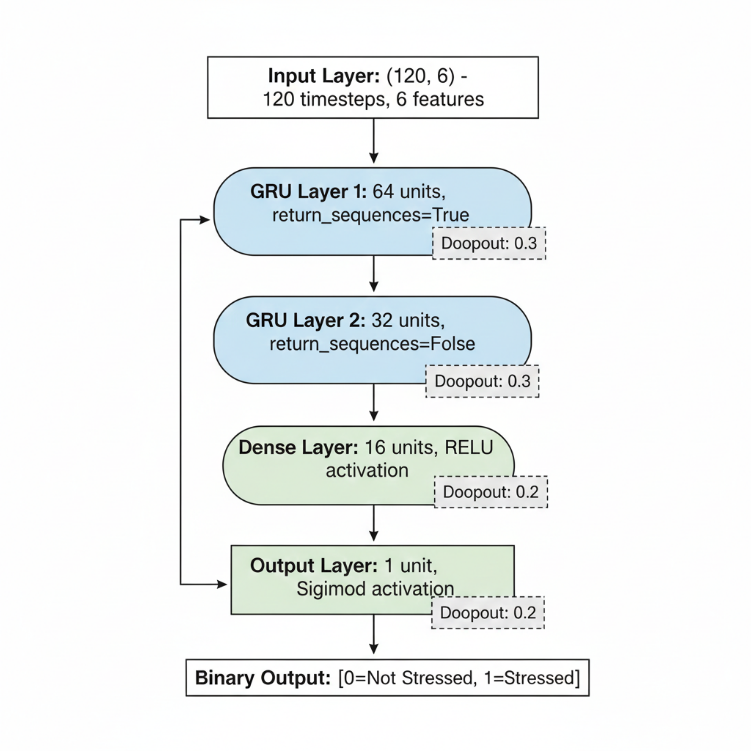 Input Layer: (120, 6) -
120 timesteps, 6 features
GRU Layer 1: 64 units,
return_sequences=True
Doopout: 0.3
GRU Layer 2: 32 units,
return_sequences=Folse
Doopout: 0.3
Dense Layer: 16 units, RELU
activation
Doopout: 0.2
Output Layer: 1 unit,
Sigimod activation
Doopout: 0.2
Binary Output: [0=Not Stressed, 1=Stressed]